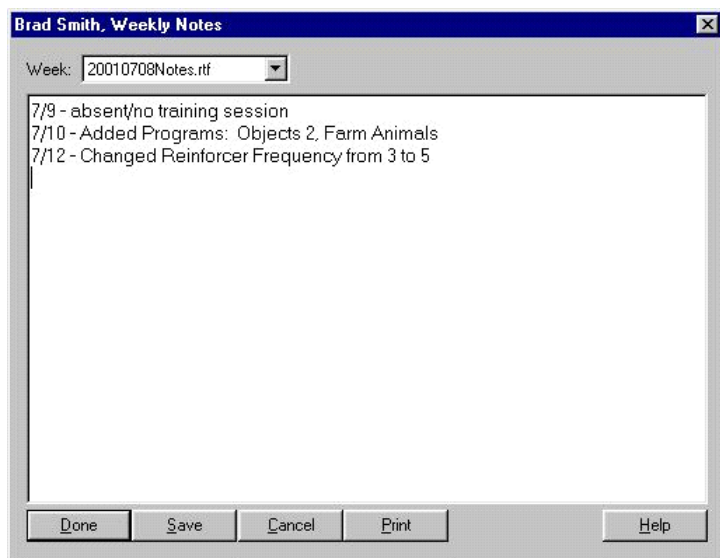 Brad Smith, Weekly Notes
Week: 20010708Notes.rtf
7/9 - absent/no training session
7/10 - Added Programs: Objects 2, Farm Animals
7/12 - Changed Reinforcer Frequency from 3 to 5
Done Save Cancel Print Help